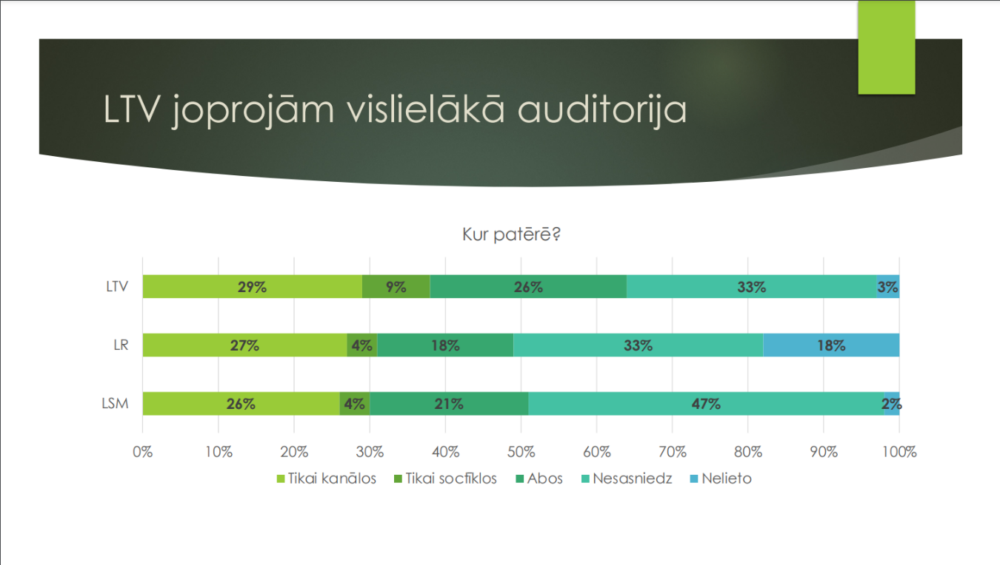 LTV joprojām vislielākā auditorija
Kur patērē?
LTV 29% 9% 26% 33% 3%
LR 27% 4% 18% 33% 18%
LSM 26% 4% 21% 47% 2%
0% 10% 20% 30% 40% 50% 60% 70% 80% 90% 100%
Tikai kanālos Tikai soctīklos Abos Nesasniedz Nelieto